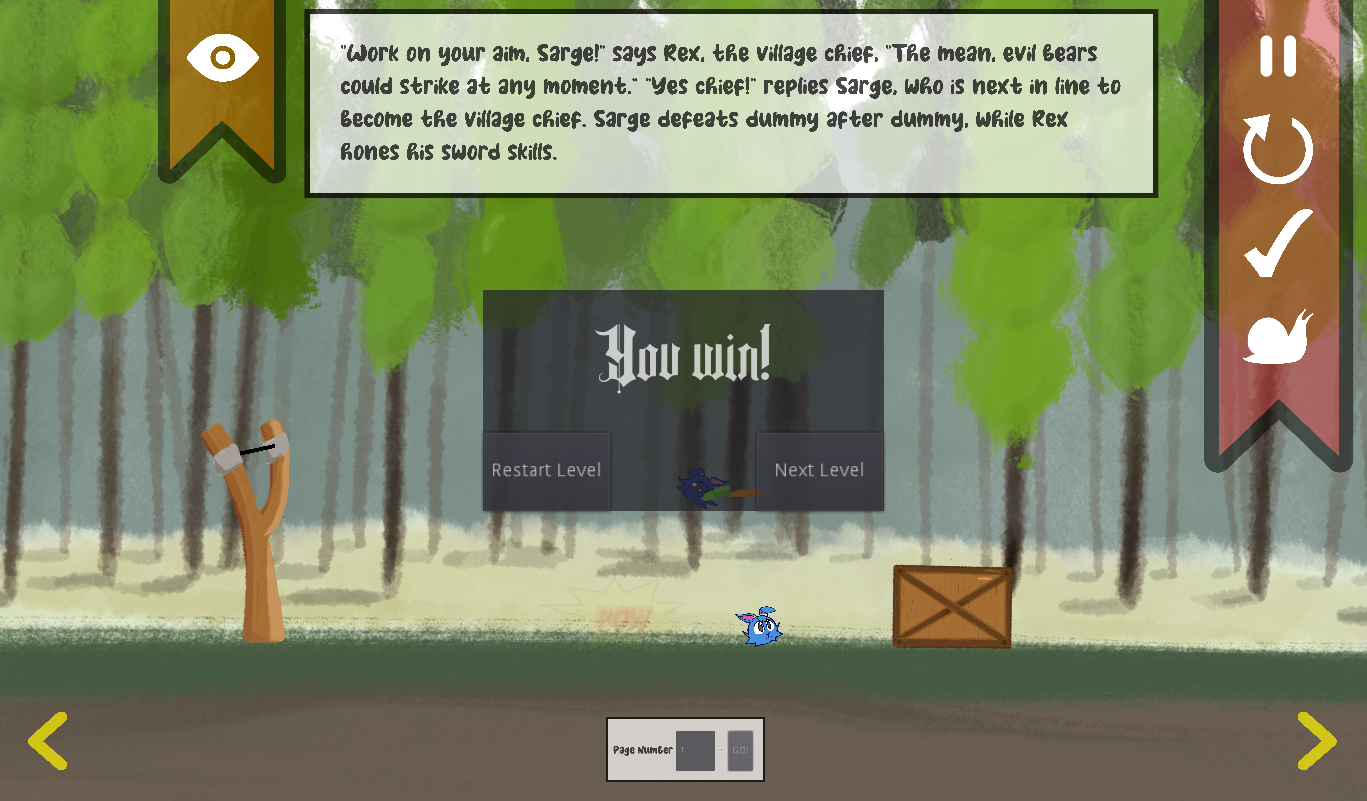 "Work on your aim, Sarge!" says Rex, the village chief, "The mean, evil bears
could strike at any moment." "Yes chief!" replies Sarge, who is next in line to
become the village chief. Sarge defeats dummy after dummy, while Rex
hones his sword skills.
You win!
Restart Level
Next Level
POW
Page Number 1 GO!